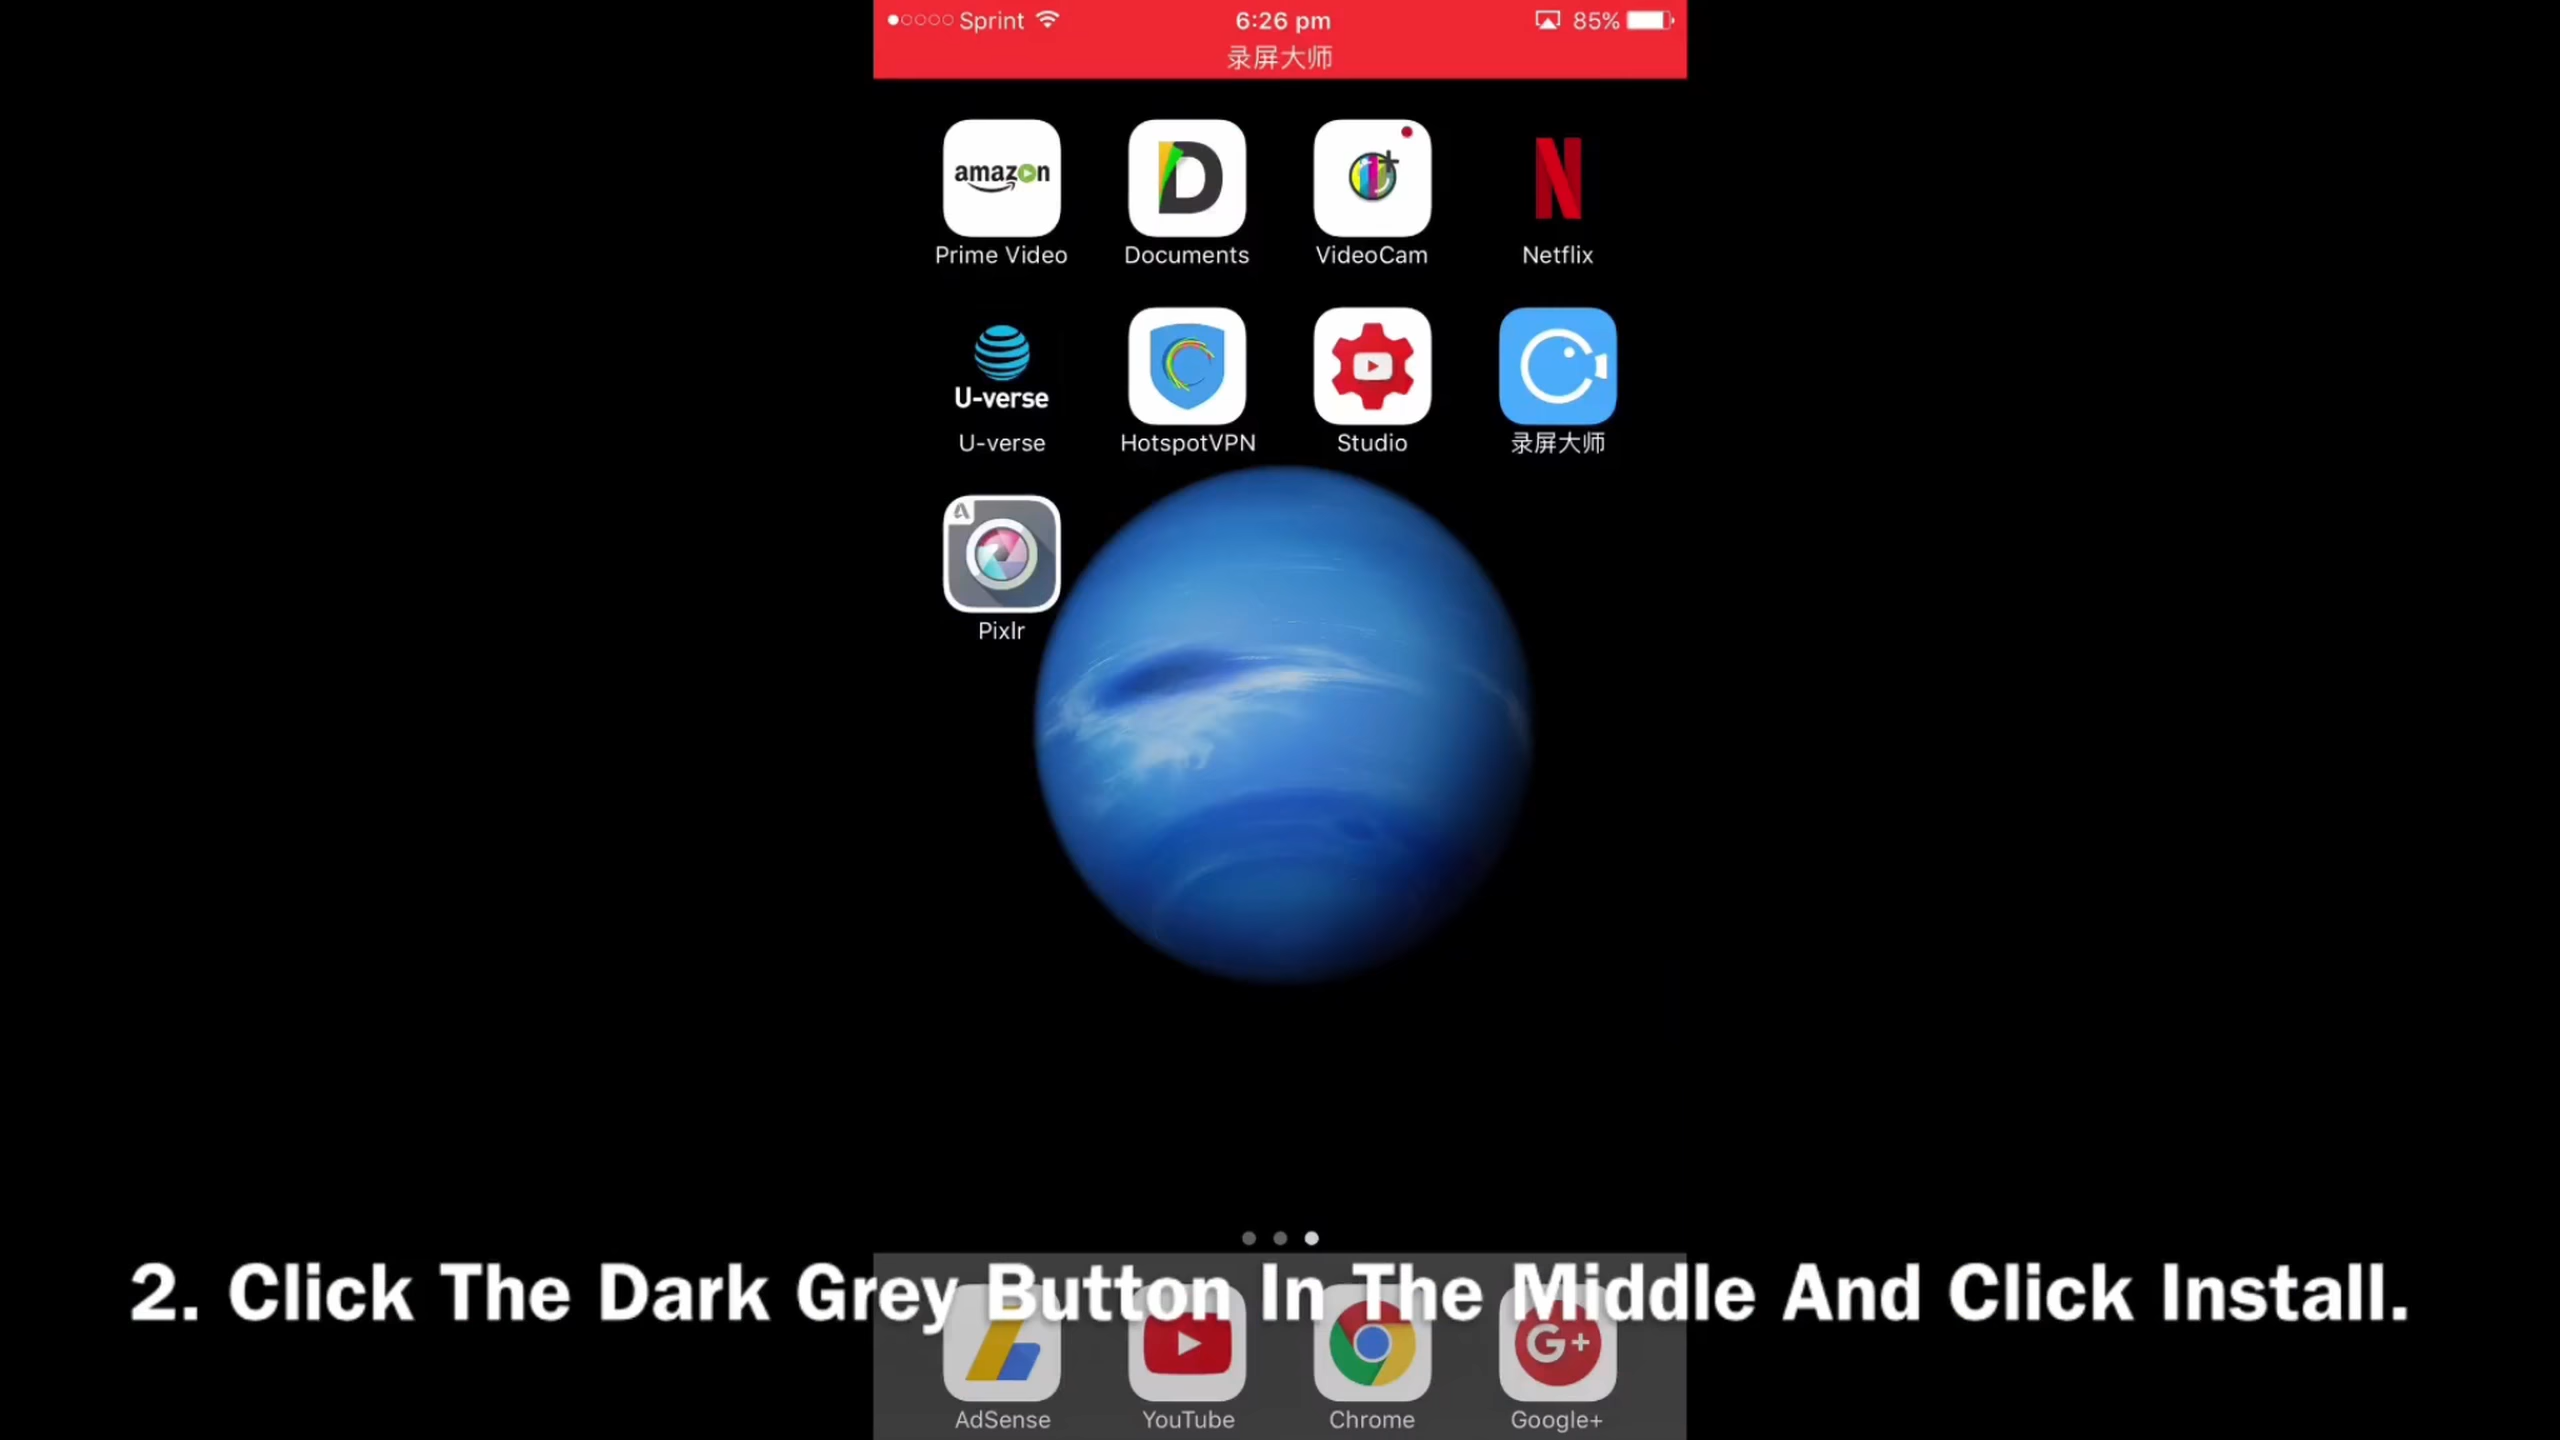 Sprint 6:26 pm 85%
录屏大师
amazon
Prime Video Documents VideoCam Netflix
U-verse
U-verse HotspotVPN Studio 录屏大师
Pixlr
2. Click The Dark Grey Button In The Middle And Click Install.
G+
AdSense YouTube Chrome Google+